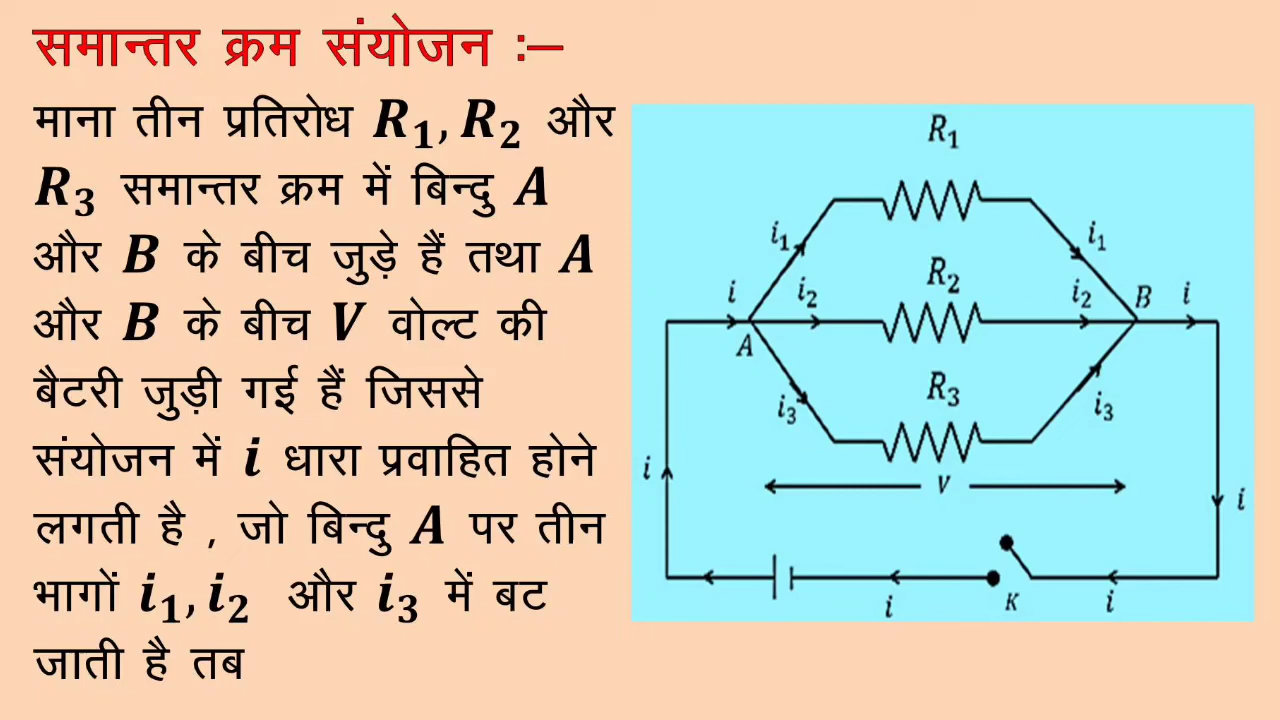 समान्तर क्रम संयोजन :–
माना तीन प्रतिरोध R₁, R₂ और
R₃ समान्तर क्रम में बिन्दु A
और B के बीच जुड़े हैं तथा A
और B के बीच V वोल्ट की
बैटरी जुड़ी गई हैं जिससे
संयोजन में i धारा प्रवाहित होने
लगती है , जो बिन्दु A पर तीन
भागों i₁, i₂ और i₃ में बट
जाती है तब
R₁
i₁ i₁
R₂
i i₂ i₂ B i
A
R₃
i₃ i₃
i V i
i K i